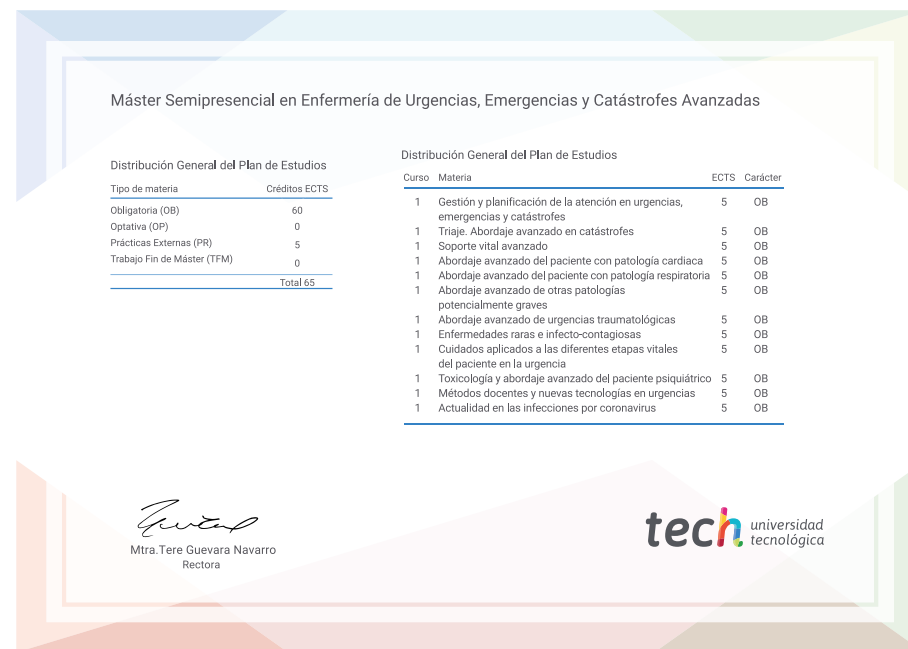 Máster Semipresencial en Enfermería de Urgencias, Emergencias y Catástrofes Avanzadas
Distribución General del Plan de Estudios
Tipo de materia Créditos ECTS
Obligatoria (OB) 60
Optativa (OP) 0
Prácticas Externas (PR) 5
Trabajo Fin de Máster (TFM) 0
Total 65
Distribución General del Plan de Estudios
Curso Materia ECTS Carácter
1 Gestión y planificación de la atención en urgencias, 5 OB
emergencias y catástrofes
1 Triaje. Abordaje avanzado en catástrofes 5 OB
1 Soporte vital avanzado 5 OB
1 Abordaje avanzado del paciente con patología cardiaca 5 OB
1 Abordaje avanzado del paciente con patología respiratoria 5 OB
1 Abordaje avanzado de otras patologías 5 OB
potencialmente graves
1 Abordaje avanzado de urgencias traumatológicas 5 OB
1 Enfermedades raras e infecto-contagiosas 5 OB
1 Cuidados aplicados a las diferentes etapas vitales 5 OB
del paciente en la urgencia
1 Toxicología y abordaje avanzado del paciente psiquiátrico 5 OB
1 Métodos docentes y nuevas tecnologías en urgencias 5 OB
1 Actualidad en las infecciones por coronavirus 5 OB
Mtra.Tere Guevara Navarro
Rectora
tech universidad
tecnológica